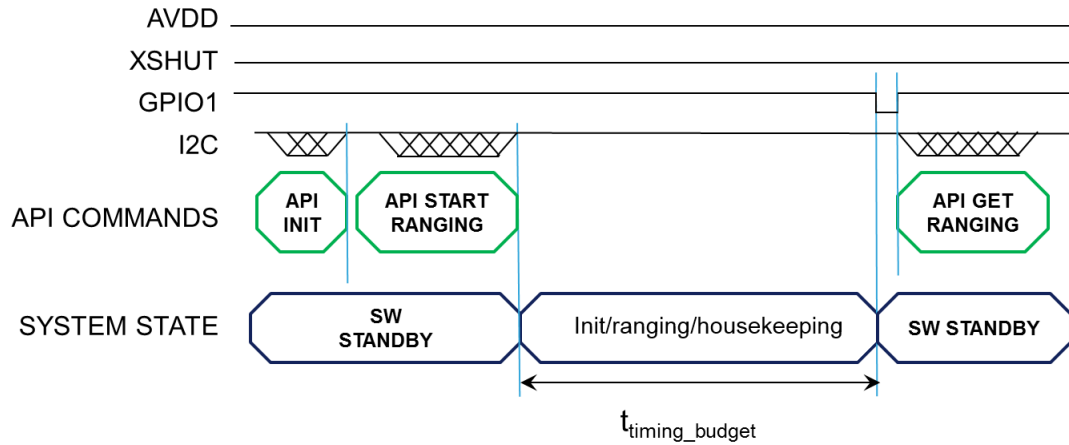 AVDD
XSHUT
GPIO1
I2C
API COMMANDS
API
INIT
API START
RANGING
API GET
RANGING
SYSTEM STATE
SW
STANDBY
Init/ranging/housekeeping
SW STANDBY
t_timing_budget